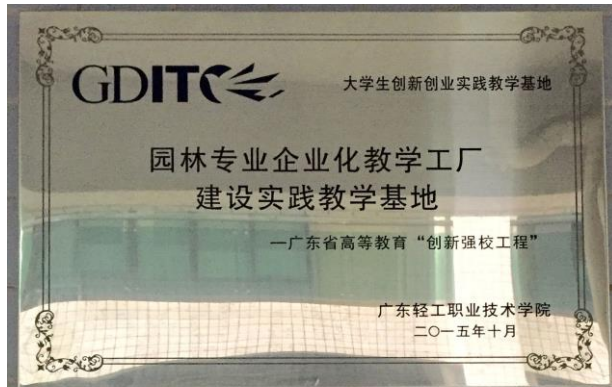 GDITC
大学生创新创业实践教学基地
园林专业企业化教学工厂
建设实践教学基地
—广东省高等教育“创新强校工程”
广东轻工职业技术学院
二〇一五年十月